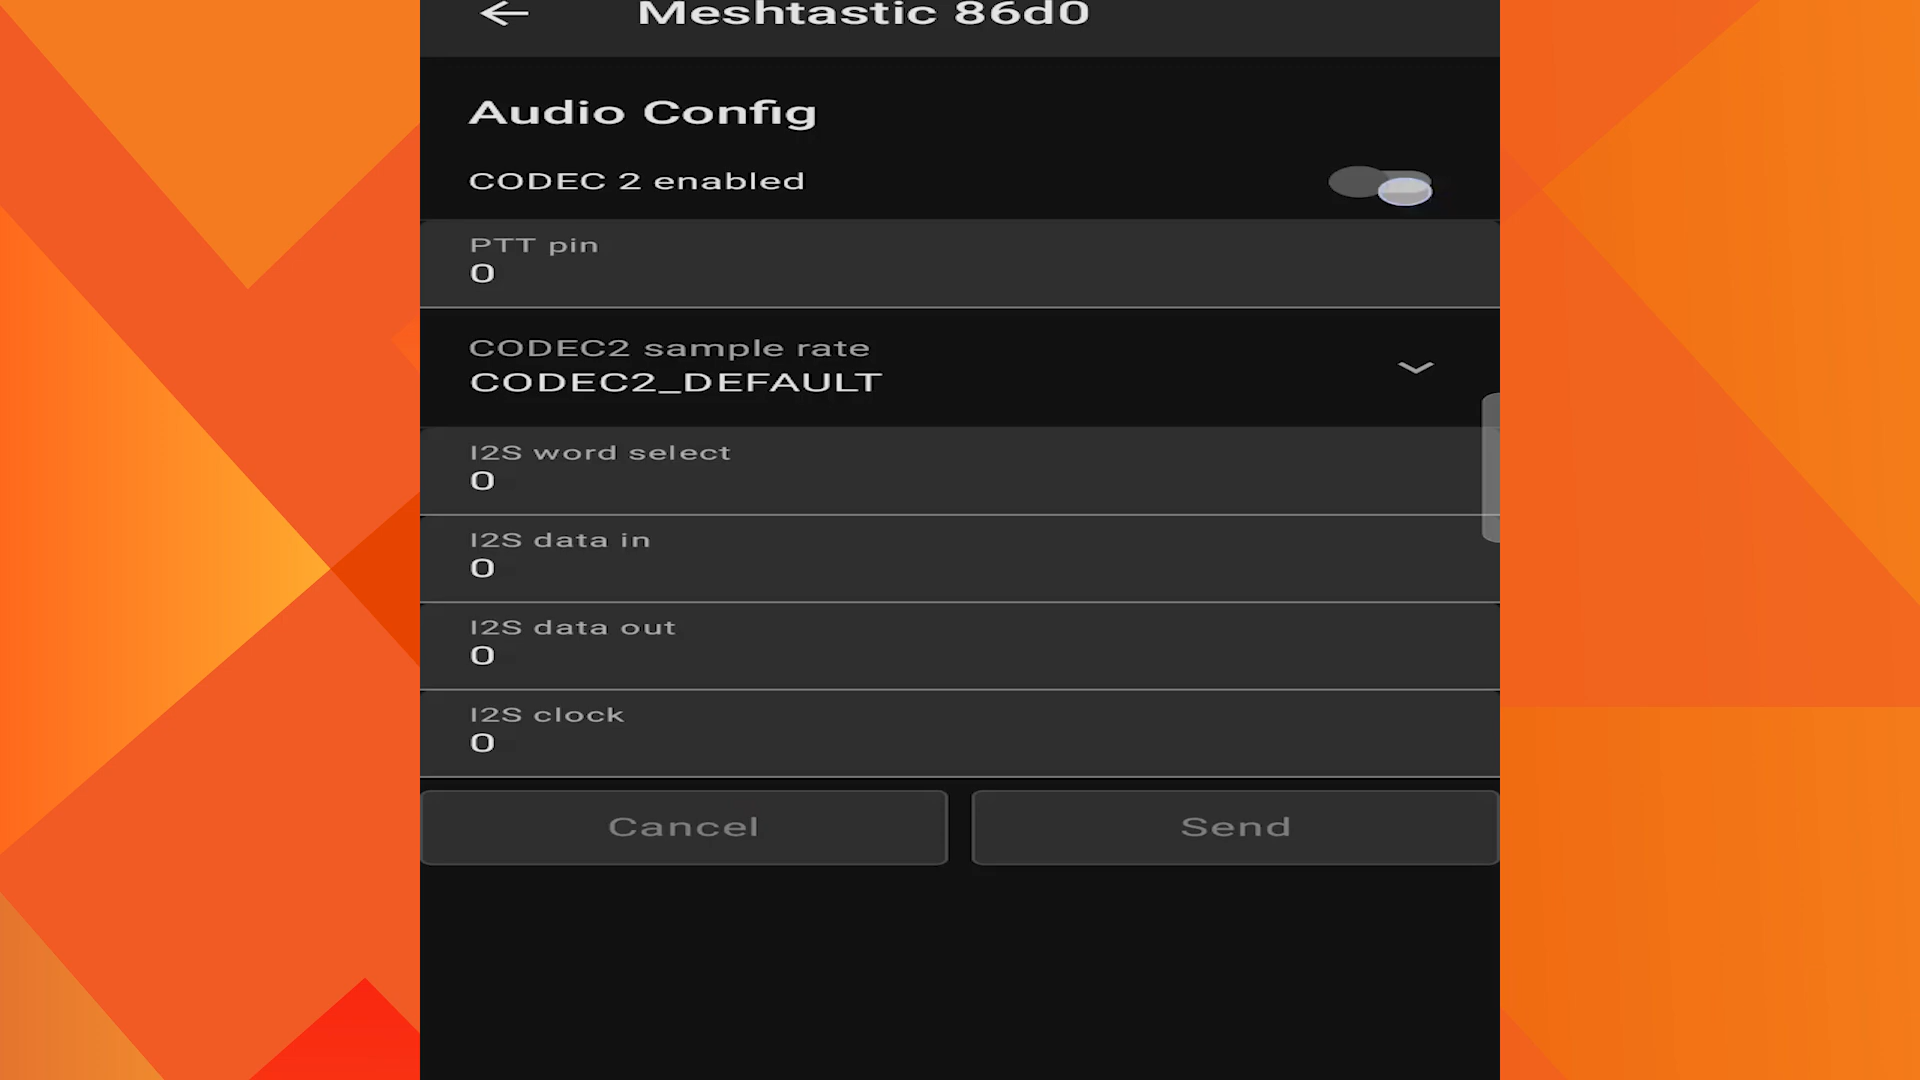 Meshtastic 86d0
Audio Config
CODEC 2 enabled
PTT pin
0
CODEC2 sample rate
CODEC2_DEFAULT
I2S word select
0
I2S data in
0
I2S data out
0
I2S clock
0
Cancel
Send